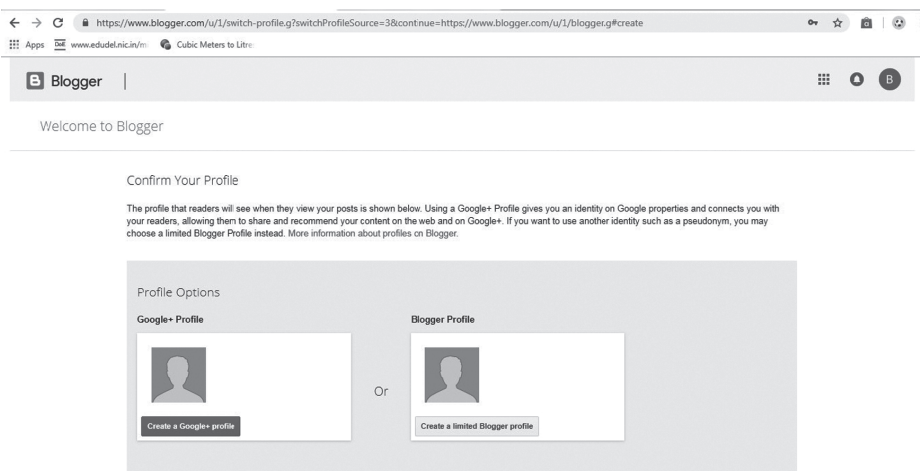 https://www.blogger.com/u/1/switch-profile.g?switchProfileSource=3&continue=https://www.blogger.com/u/1/blogger.g#create
Apps Dell www.edudel.nic.in/m Cubic Meters to Litre
Blogger B
Welcome to Blogger
Confirm Your Profile
The profile that readers will see when they view your posts is shown below. Using a Google+ Profile gives you an identity on Google properties and connects you with
your readers, allowing them to share and recommend your content on the web and on Google+. If you want to use another identity such as a pseudonym, you may
choose a limited Blogger Profile instead. More information about profiles on Blogger.
Profile Options
Google+ Profile Blogger Profile
Or
Create a Google+ profile Create a limited Blogger profile